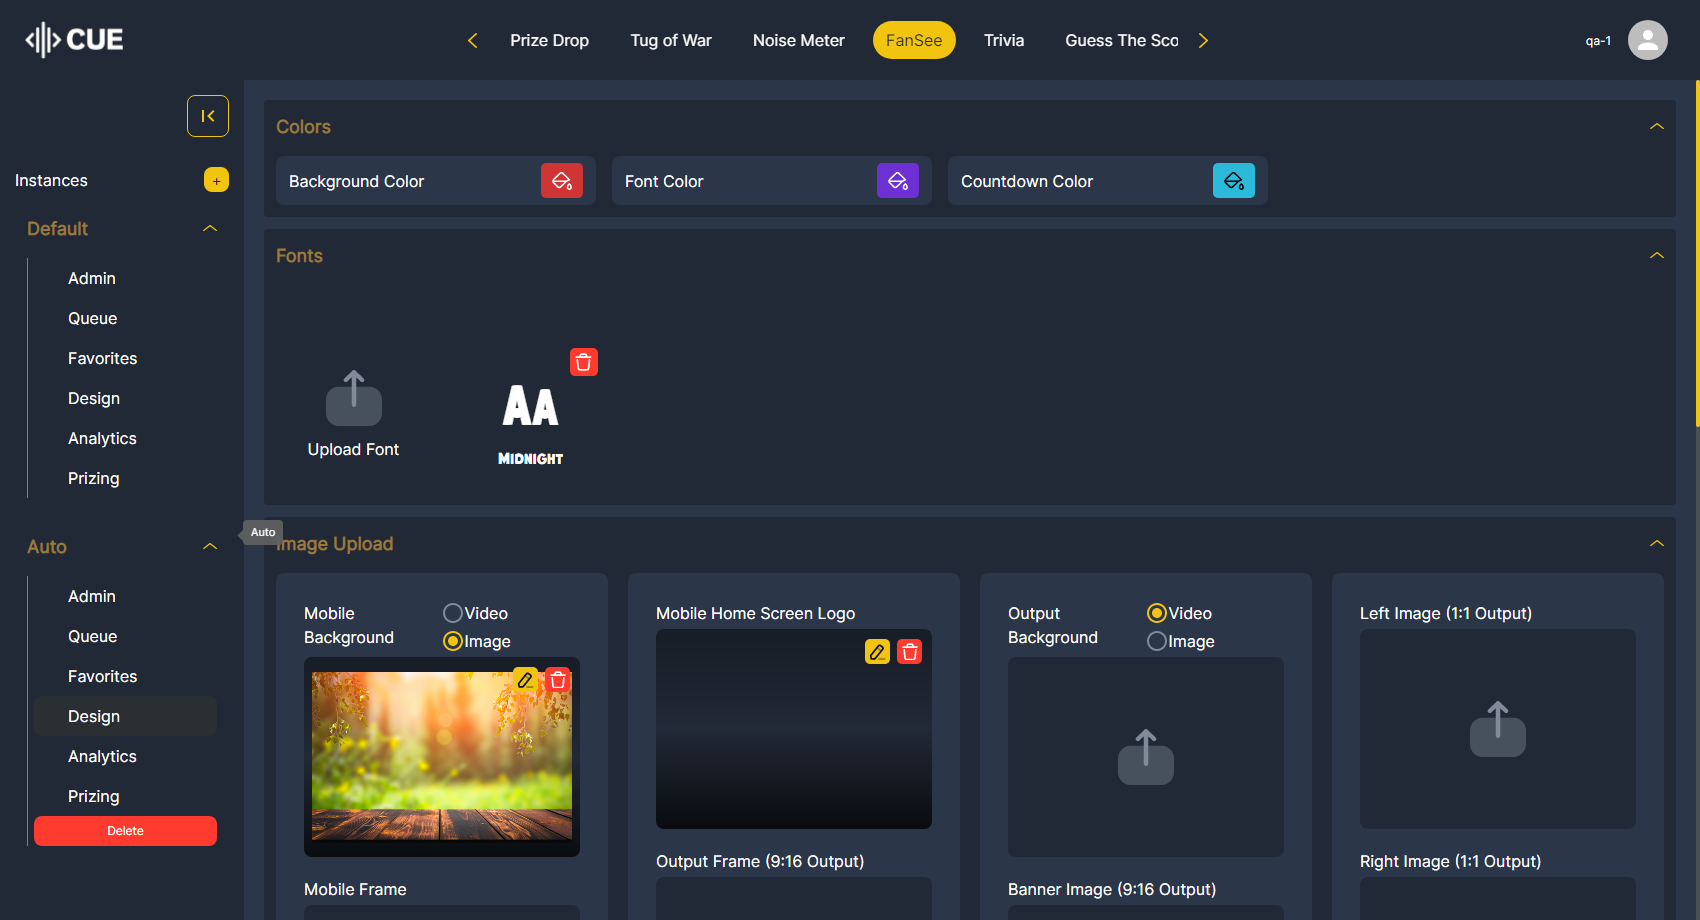 CUE
Prize Drop
Tug of War
Noise Meter
FanSee
Trivia
Guess The Sco
qa-1
Instances
+
Default
Admin
Queue
Favorites
Design
Analytics
Prizing
Auto
Admin
Queue
Favorites
Design
Analytics
Prizing
Delete
Auto
Colors
Background Color
Font Color
Countdown Color
Fonts
Upload Font
AA
MIDNIGHT
Image Upload
Mobile
Background
Video
Image
Mobile Home Screen Logo
Output
Background
Video
Image
Left Image (1:1 Output)
Mobile Frame
Output Frame (9:16 Output)
Banner Image (9:16 Output)
Right Image (1:1 Output)